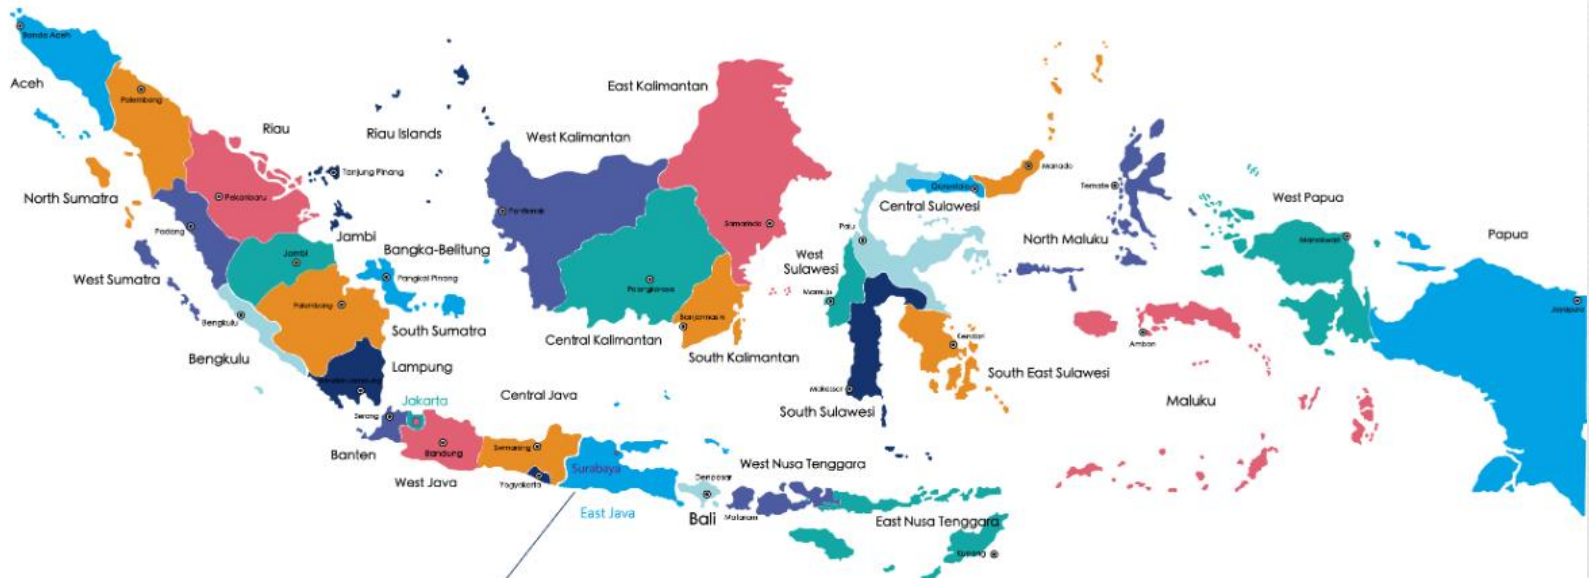 Banda Aceh
Aceh
Palembang
North Sumatra
Riau
Riau Islands
Tanjung Pinang
Pekanbaru
Padang
West Sumatra
Jambi
Jambi
Bangka-Belitung
Pangkal Pinang
Palembang
South Sumatra
Bengkulu
Bengkulu
Lampung
Jakarta
Serang
Banten
Bandung
West Java
Central Java
Semarang
Yogyakarta
Surabaya
East Java
Denpasar
Bali
Mataram
West Nusa Tenggara
East Nusa Tenggara
Kupang
West Kalimantan
Pontianak
East Kalimantan
Samarinda
Palangkaraya
Central Kalimantan
Banjarmasin
South Kalimantan
Manado
Gorontalo
Central Sulawesi
Palu
West
Sulawesi
Mamuju
Makassar
South Sulawesi
Kendari
South East Sulawesi
Ternate
North Maluku
Ambon
Maluku
West Papua
Manokwari
Papua
Jayapura